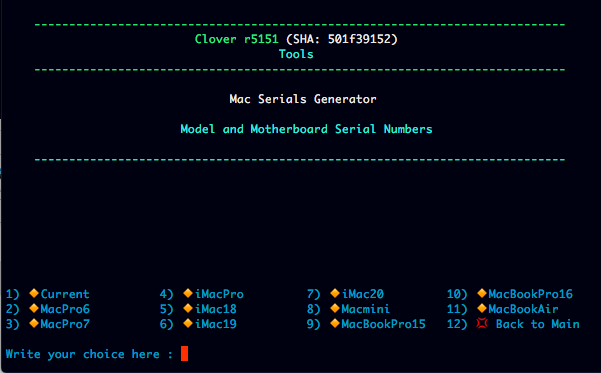 Clover r5151 (SHA: 501f39152)
Tools
Mac Serials Generator
Model and Motherboard Serial Numbers
1) Current 4) iMacPro 7) iMac20 10) MacBookPro16
2) MacPro6 5) iMac18 8) Macmini 11) MacBookAir
3) MacPro7 6) iMac19 9) MacBookPro15 12) Back to Main
Write your choice here :